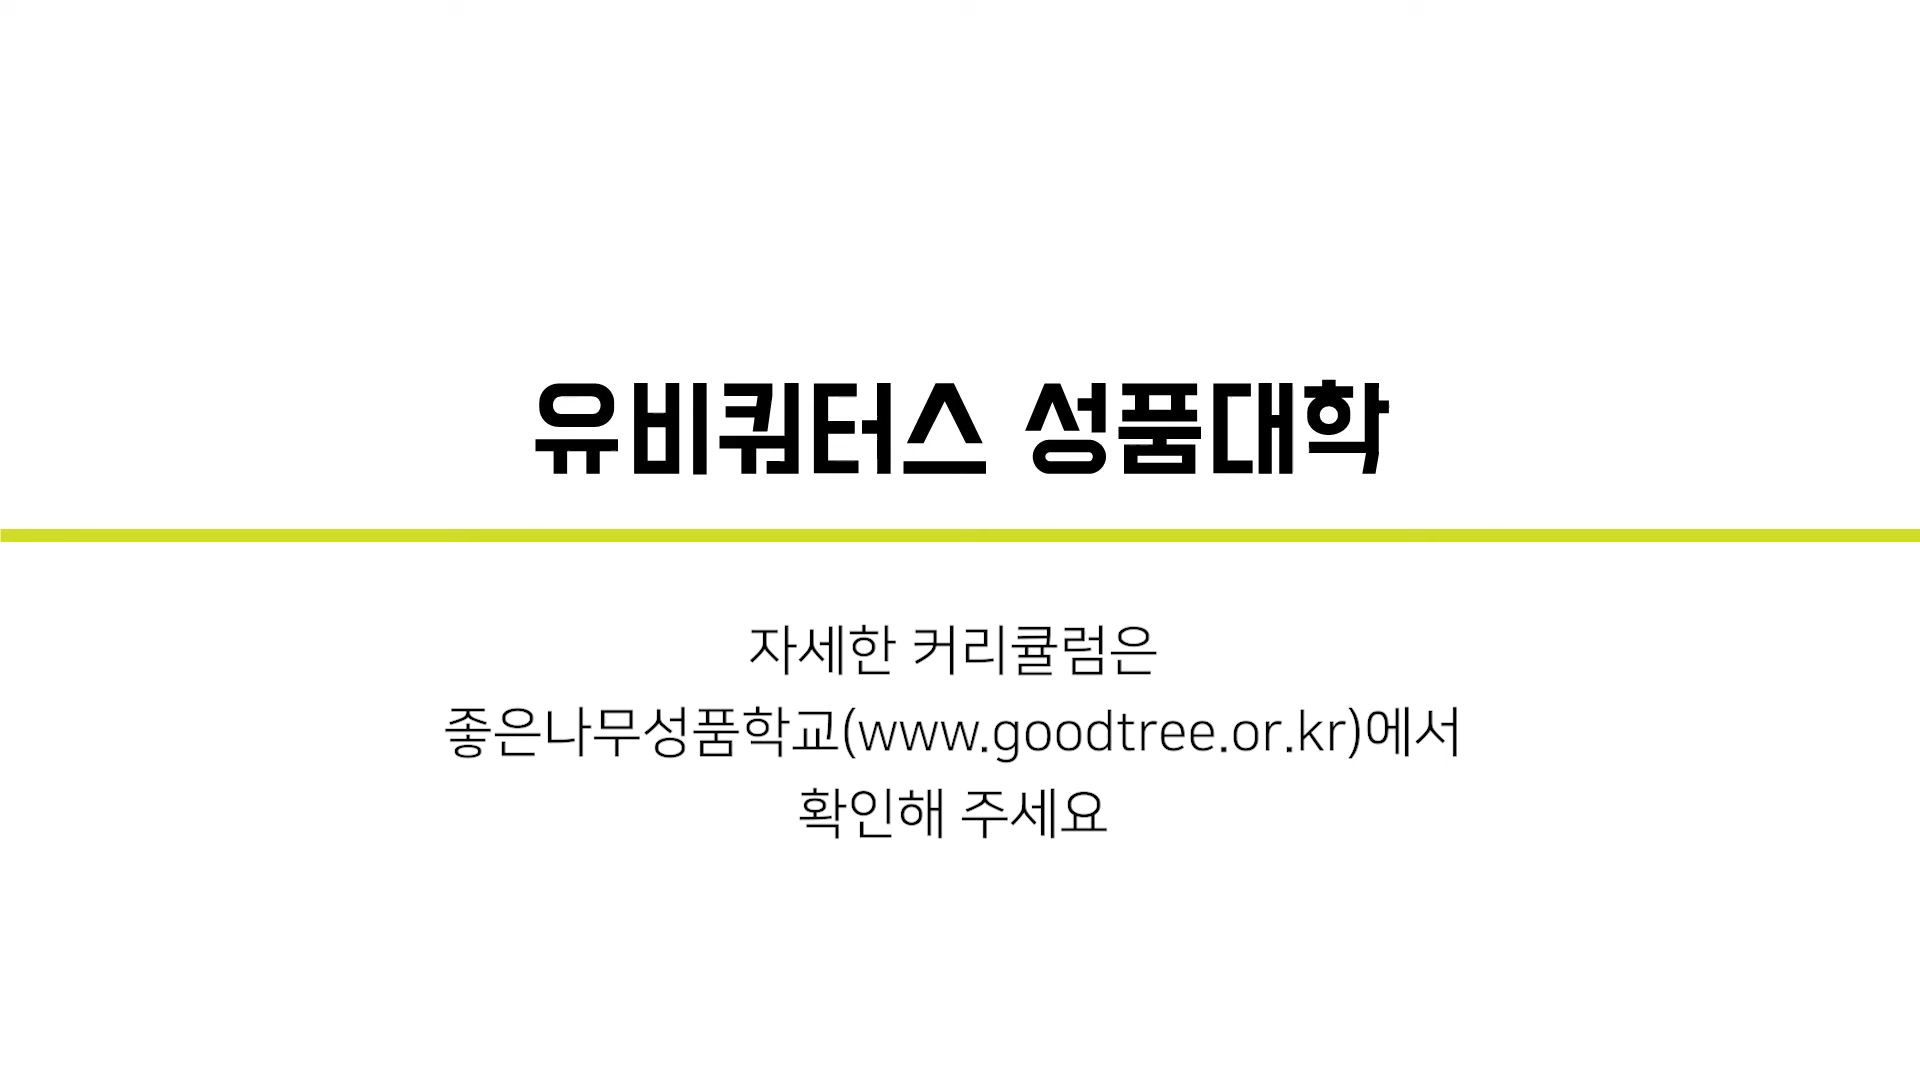 유비쿼터스 성품대학
자세한 커리큘럼은
좋은나무성품학교(www.goodtree.or.kr)에서
확인해 주세요